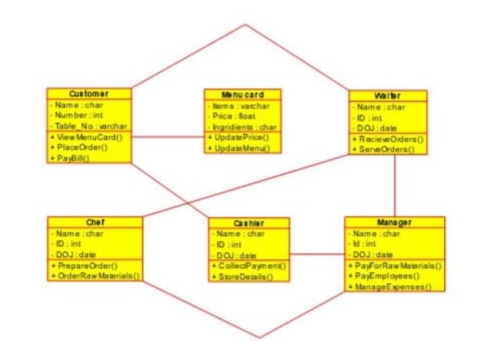 Customer
- Name : char
- Number : int
- Table_No : varchar
+ ViewMenuCard()
+ PlaceOrder()
+ PayBill()
Menu card
- Items : varchar
- Price : float
- Ingridients : char
+ UpdatePrice()
+ UpdateMenu()
Waiter
- Name : char
- ID : int
- DOJ : date
+ RecieveOrders()
+ ServeOrders()
Chef
- Name : char
- ID : int
- DOJ : date
+ PrepareOrder()
+ OrderRawMaterials()
Cashier
- Name : char
- ID : int
- DOJ : date
+ CollectPayment()
+ StoreDetails()
Manager
- Name : char
- Id : int
- DOJ : date
+ PayForRawMaterials()
+ PayEmployees()
+ ManageExpenses()